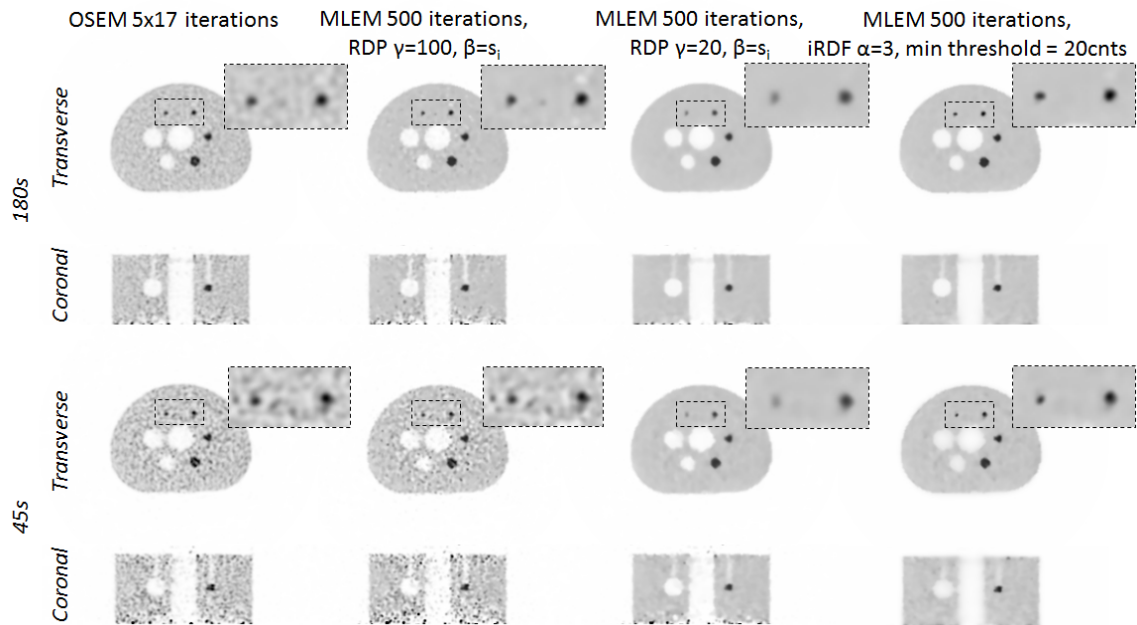 OSEM 5x17 iterations
MLEM 500 iterations,
RDP γ=100, β=sᵢ
MLEM 500 iterations,
RDP γ=20, β=sᵢ
MLEM 500 iterations,
iRDF α=3, min threshold = 20cnts
180s
Transverse
Coronal
45s
Transverse
Coronal